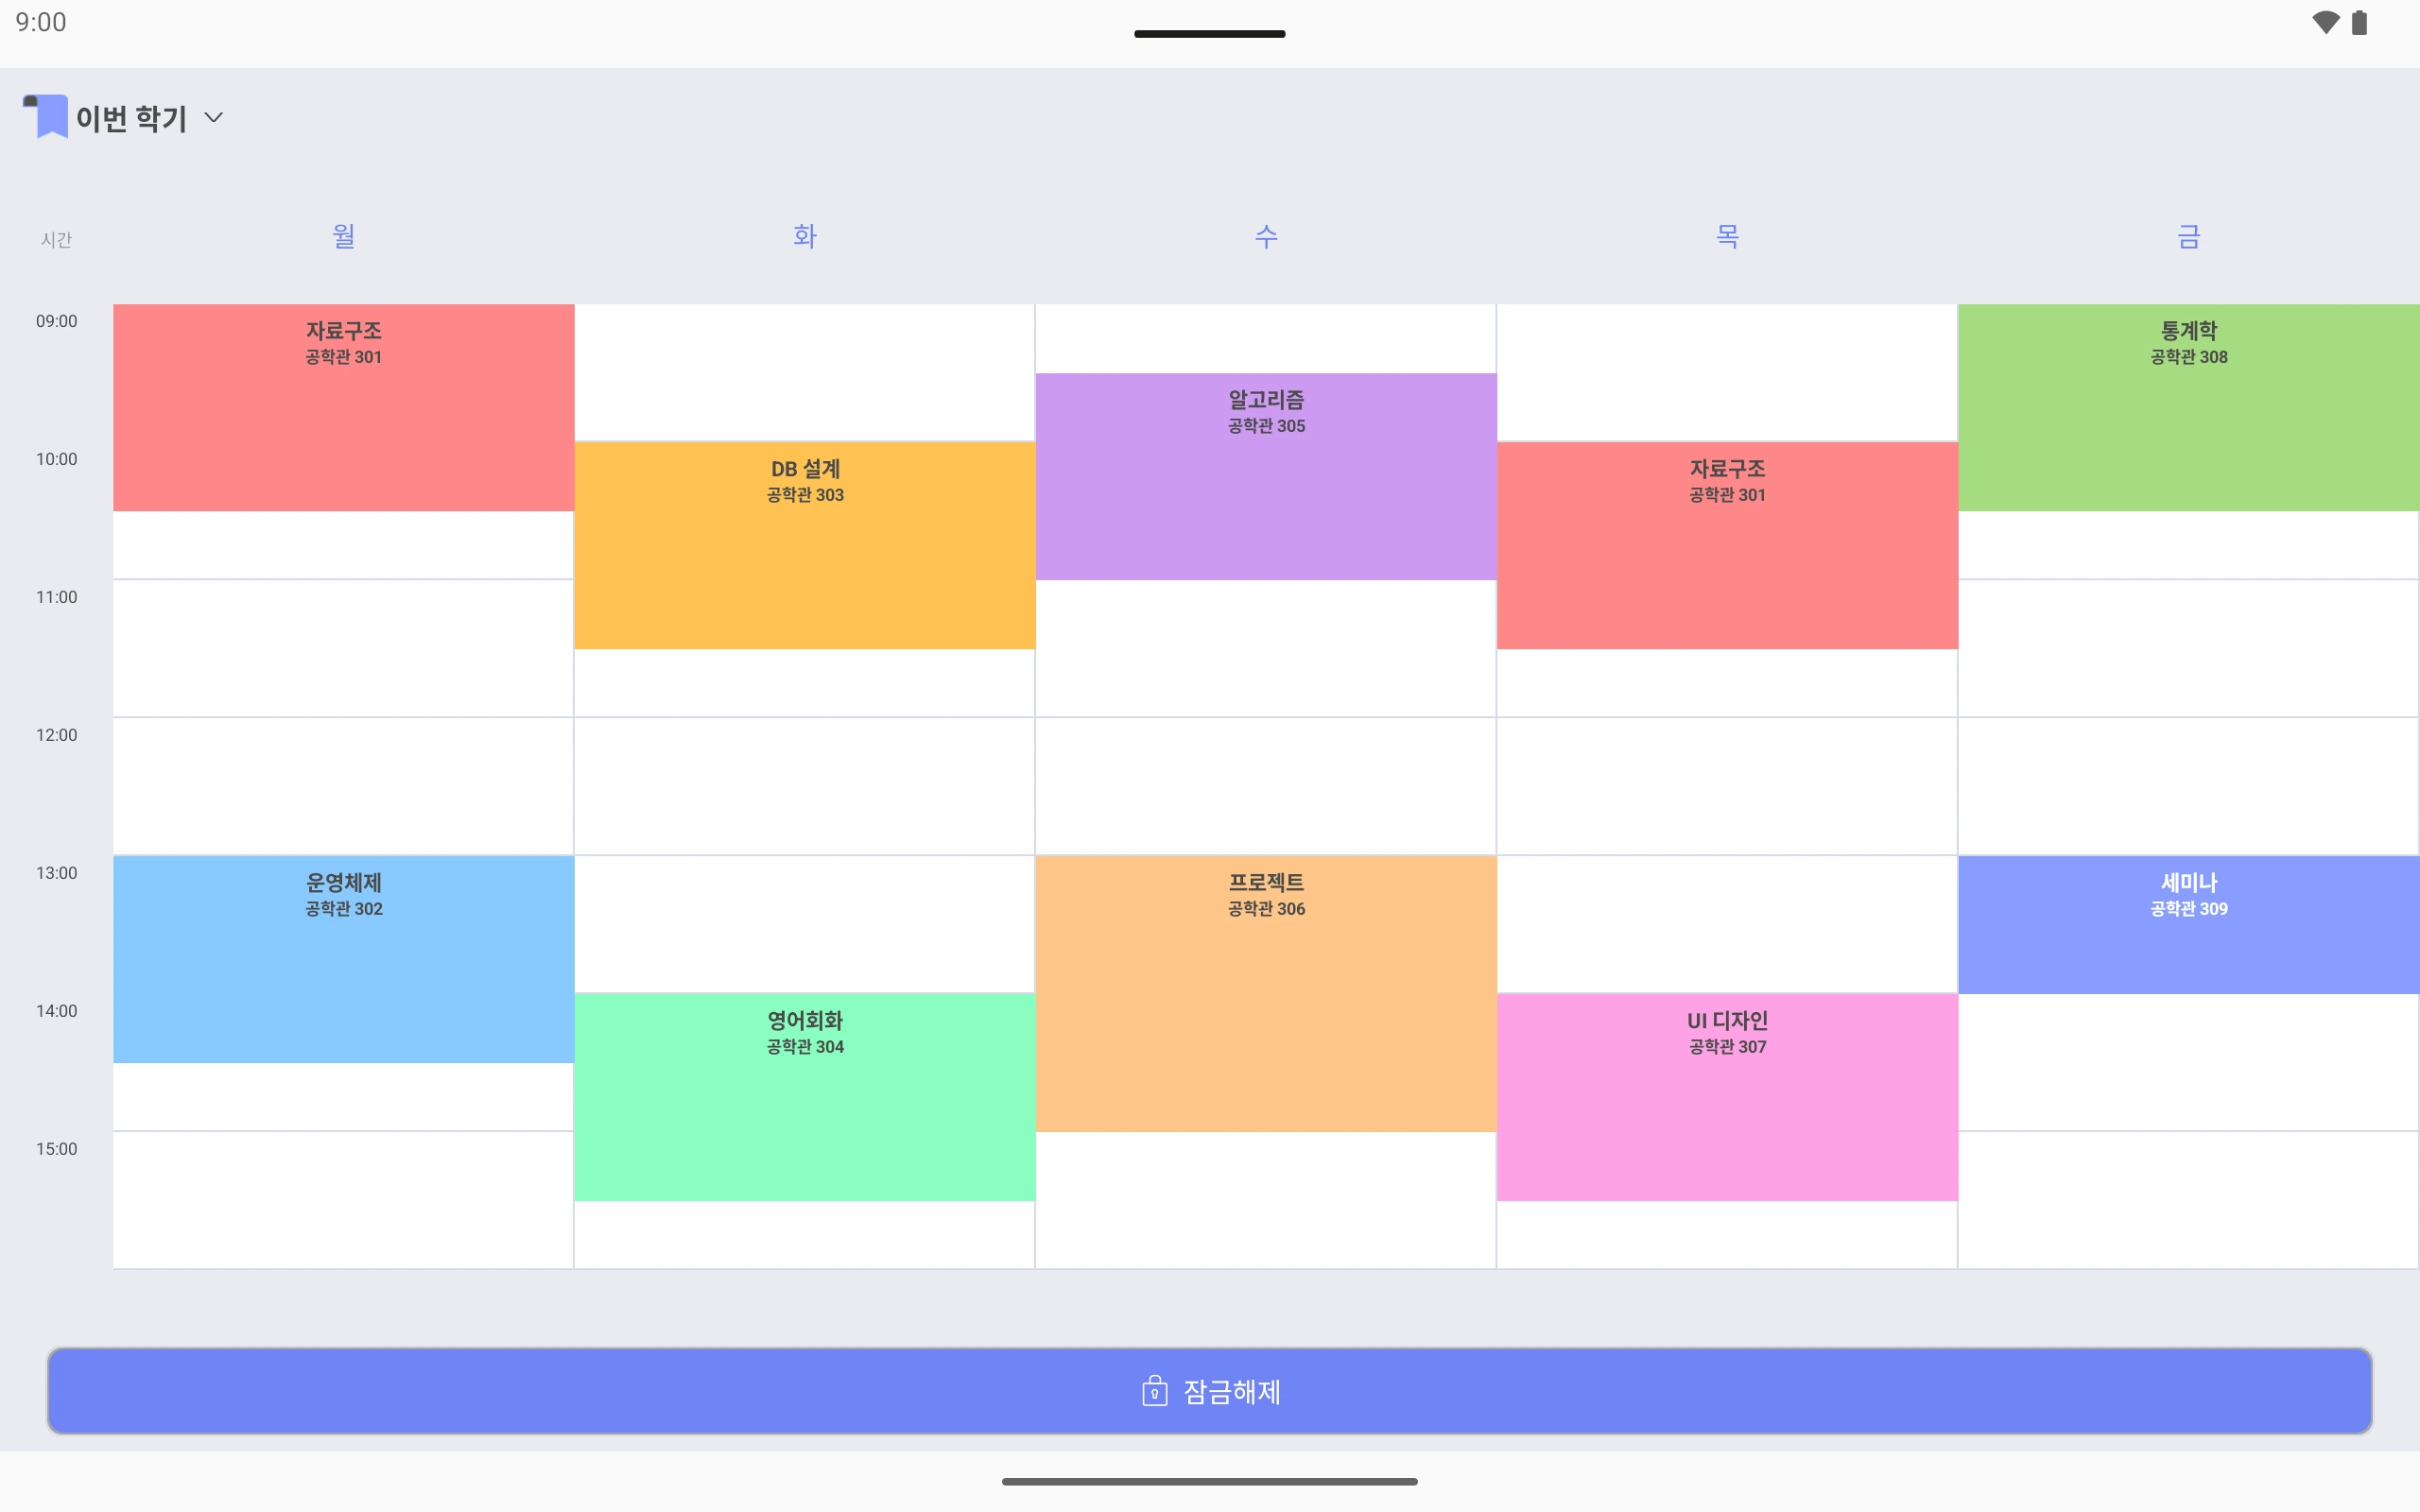 9:00
이번 학기
시간 월 화 수 목 금
09:00
자료구조
공학관 301
통계학
공학관 308
알고리즘
공학관 305
10:00
DB 설계
공학관 303
자료구조
공학관 301
11:00
12:00
13:00
운영체제
공학관 302
프로젝트
공학관 306
세미나
공학관 309
14:00
영어회화
공학관 304
UI 디자인
공학관 307
15:00
잠금해제